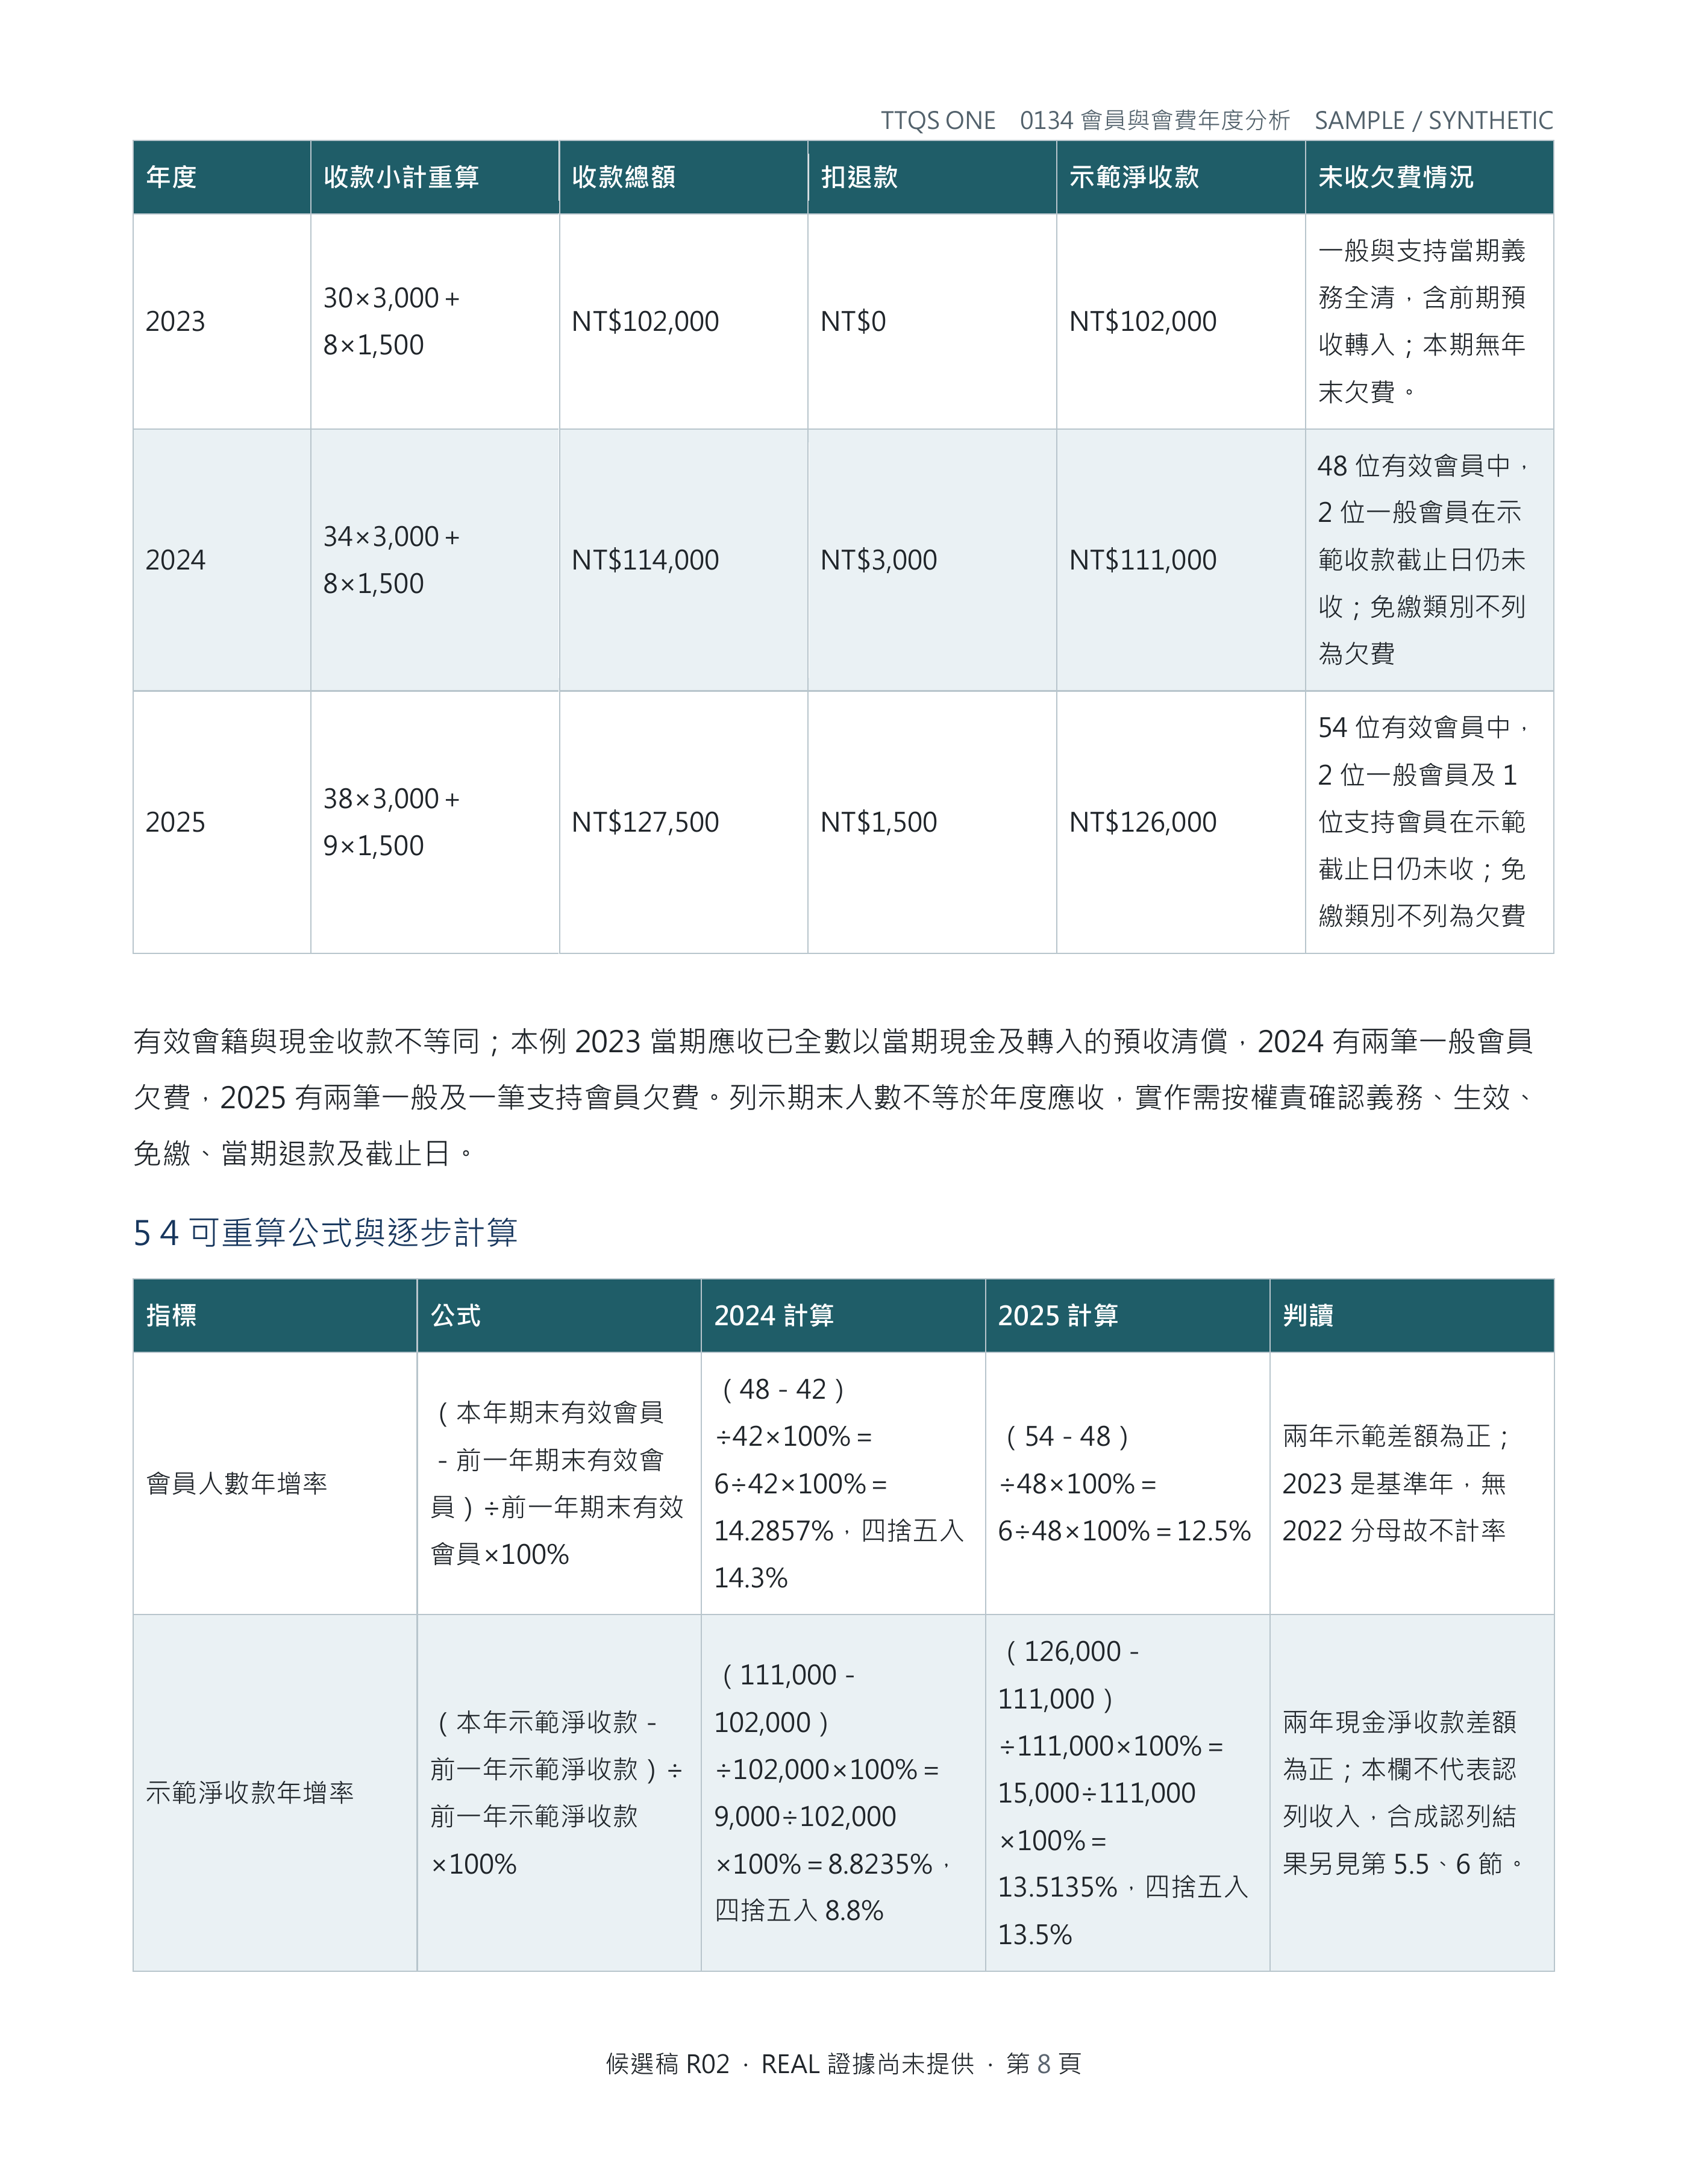 TTQS ONE 0134 會員與會費年度分析 SAMPLE / SYNTHETIC
年度 收款小計重算 收款總額 扣退款 示範淨收款 未收欠費情況
2023
30×3,000 +
8×1,500
NT$102,000
NT$0
NT$102,000
一般與支持當期義
務全清，含前期預
收轉入；本期無年
末欠費。
2024
34×3,000 +
8×1,500
NT$114,000
NT$3,000
NT$111,000
48 位有效會員中，
2 位一般會員在示
範收款截止日仍未
收；免繳類別不列
為欠費
2025
38×3,000 +
9×1,500
NT$127,500
NT$1,500
NT$126,000
54 位有效會員中，
2 位一般會員及 1
位支持會員在示範
截止日仍未收；免
繳類別不列為欠費
有效會籍與現金收款不等同；本例 2023 當期應收已全數以當期現金及轉入的預收清償，2024 有兩筆一般會員
欠費，2025 有兩筆一般及一筆支持會員欠費。列示期末人數不等於年度應收，實作需按權責確認義務、生效、
免繳、當期退款及截止日。
5 4 可重算公式與逐步計算
指標 公式 2024 計算 2025 計算 判讀
會員人數年增率
（本年期末有效會員
- 前一年期末有效會
員）÷前一年期末有效
會員×100%
（48 - 42）
÷42×100% =
6÷42×100% =
14.2857%，四捨五入
14.3%
（54 - 48）
÷48×100% =
6÷48×100% = 12.5%
兩年示範差額為正；
2023 是基準年，無
2022 分母故不計率
示範淨收款年增率
（本年示範淨收款 -
前一年示範淨收款）÷
前一年示範淨收款
×100%
（111,000 -
102,000）
÷102,000×100% =
9,000÷102,000
×100% = 8.8235%，
四捨五入 8.8%
（126,000 -
111,000）
÷111,000×100% =
15,000÷111,000
×100% =
13.5135%，四捨五入
13.5%
兩年現金淨收款差額
為正；本欄不代表認
列收入，合成認列結
果另見第 5.5、6 節。
候選稿 R02 · REAL 證據尚未提供 · 第 8 頁